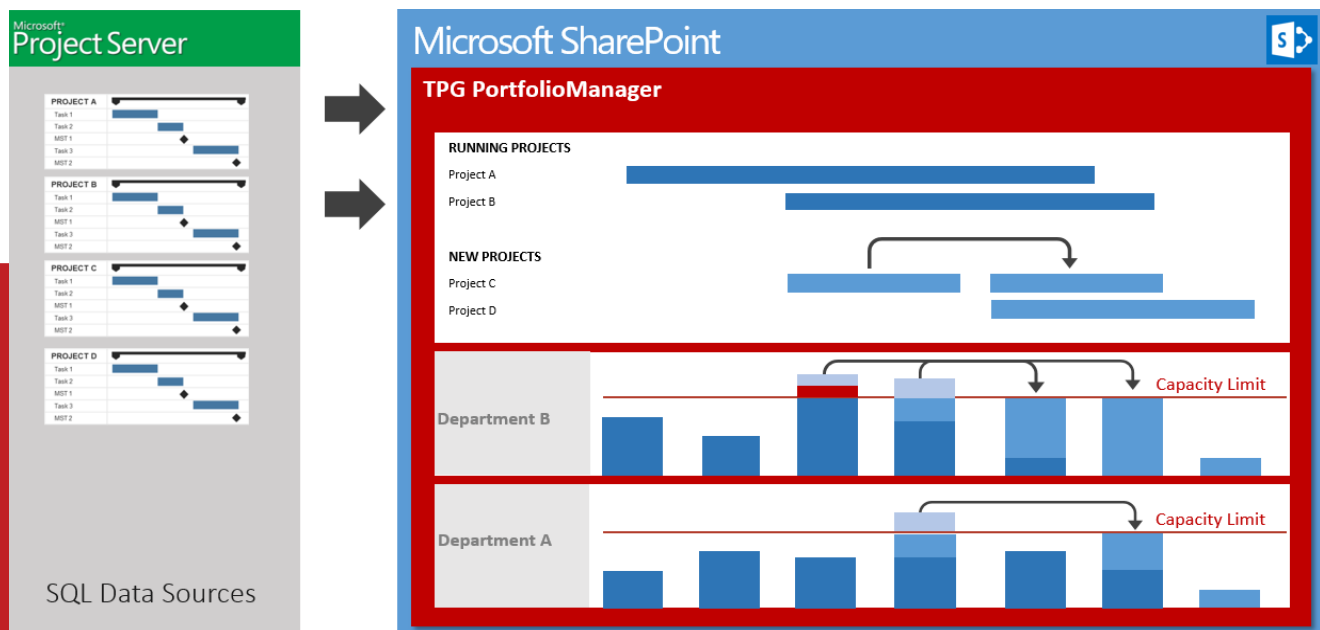 Microsoft®
Project Server
PROJECT A
Task 1
Task 2
MST 1
Task 3
MST 2
PROJECT B
Task 1
Task 2
MST 1
Task 3
MST 2
PROJECT C
Task 1
Task 2
MST 1
Task 3
MST 2
PROJECT D
Task 1
Task 2
MST 1
Task 3
MST 2
SQL Data Sources
Microsoft SharePoint
S
TPG PortfolioManager
RUNNING PROJECTS
Project A
Project B
NEW PROJECTS
Project C
Project D
Department B
Capacity Limit
Department A
Capacity Limit